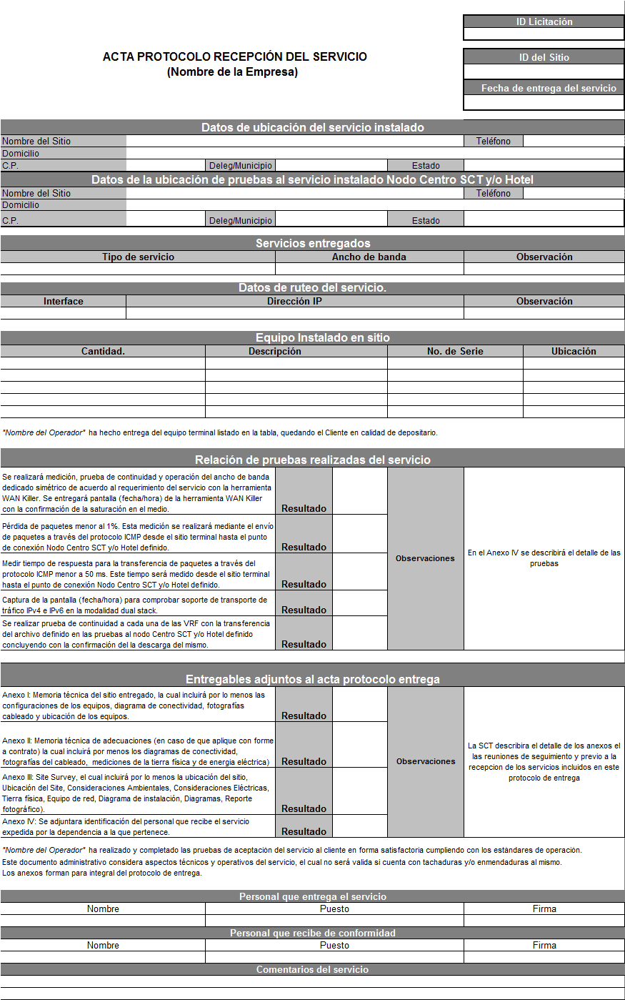 ID Licitación
ACTA PROTOCOLO RECEPCIÓN DEL SERVICIO
(Nombre de la Empresa)
ID del Sitio
Fecha de entrega del servicio
Datos de ubicación del servicio instalado
Nombre del Sitio Teléfono
Domicilio
C.P. Deleg/Municipio Estado
Datos de la ubicación de pruebas al servicio instalado Nodo Centro SCT y/o Hotel
Nombre del Sitio Teléfono
Domicilio
C.P. Deleg/Municipio Estado
Servicios entregados
Tipo de servicio Ancho de banda Observación
Datos de ruteo del servicio.
Interface Dirección IP Observación
Equipo Instalado en sitio
Cantidad. Descripción No. de Serie Ubicación
"Nombre del Operador" ha hecho entrega del equipo terminal listado en la tabla, quedando el Cliente en calidad de depositario.
Relación de pruebas realizadas del servicio
Se realizará medición, prueba de continuidad y operación del ancho de banda
dedicado simétrico de acuerdo al requerimiento del servicio con la herramienta
WAN Killer. Se entregará pantalla (fecha/hora) de la herramienta WAN Killer
con la confirmación de la saturación en el medio.
Resultado
Pérdida de paquetes menor al 1%. Esta medición se realizará mediante el envío
de paquetes a través del protocolo ICMP desde el sitio terminal hasta el punto
de conexión Nodo Centro SCT y/o Hotel definido.
Resultado
Medir tiempo de respuesta para la transferencia de paquetes a través del
protocolo ICMP menor a 50 ms. Este tiempo será medido desde el sitio terminal
hasta el punto de conexión Nodo Centro SCT y/o Hotel definido.
Resultado
Captura de la pantalla (fecha/hora) para comprobar soporte de transporte de
tráfico IPv4 e IPv6 en la modalidad dual stack.
Resultado
Se realizar prueba de continuidad a cada una de las VRF con la transferencia
del archivo definido en las pruebas al nodo Centro SCT y/o Hotel definido
concluyendo con la confirmación del la descarga del mismo.
Resultado
Observaciones
En el Anexo IV se describirá el detalle de las
pruebas
Entregables adjuntos al acta protocolo entrega
Anexo I: Memoria técnica del sitio entregado, la cual incluirá por lo menos las
configuraciones de los equipos, diagrama de conectividad, fotografías
cableado y ubicación de los equipos.
Resultado
Anexo II: Memoria técnica de adecuaciones (en caso de que aplique con forme
a contrato) la cual incluirá por menos los diagramas de conectividad,
fotografías del cableado, mediciones de la tierra física y de energia eléctrica)
Resultado
Anexo III: Site Survey, el cual incluirá por lo menos la ubicación del sitio,
Ubicación del Site, Consideraciones Ambientales, Consideraciones Eléctricas,
Tierra física, Equipo de red, Diagrama de instalación, Diagramas, Reporte
fotográfico).
Resultado
Anexo IV: Se adjuntara identificación del personal que recibe el servicio
expedida por la dependencia a la que pertenece.
Resultado
Observaciones
La SCT describira el detalle de los anexos el
las reuniones de seguimiento y previo a la
recepcion de los servicios incluidos en este
protocolo de entrega
"Nombre del Operador" ha realizado y completado las pruebas de aceptación del servicio al cliente en forma satisfactoria cumpliendo con los estándares de operación.
Este documento administrativo considera aspectos técnicos y operativos del servicio, el cual no será valida si cuenta con tachaduras y/o enmendaduras al mismo.
Los anexos forman para integral del protocolo de entrega.
Personal que entrega el servicio
Nombre Puesto Firma
Personal que recibe de conformidad
Nombre Puesto Firma
Comentarios del servicio